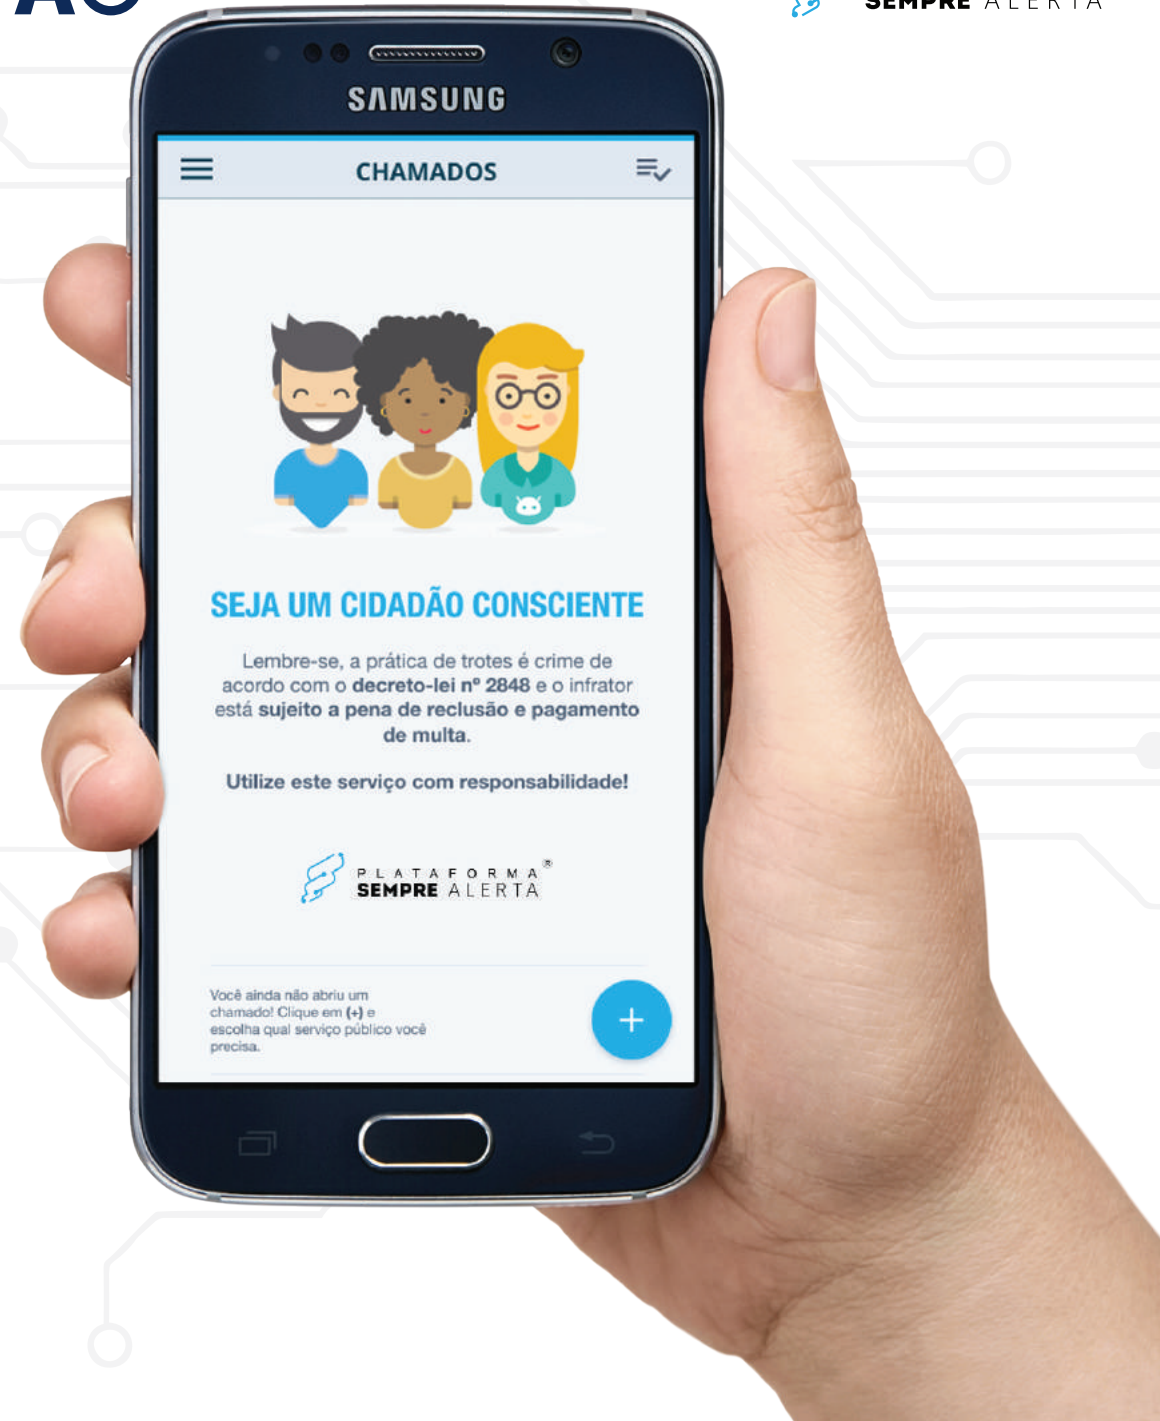 ÃO
SEMPRE ALERTA
SAMSUNG
CHAMADOS
SEJA UM CIDADÃO CONSCIENTE
Lembre-se, a prática de trotes é crime de
acordo com o decreto-lei nº 2848 e o infrator
está sujeito a pena de reclusão e pagamento
de multa.
Utilize este serviço com responsabilidade!
PLATAFORMA®
SEMPRE ALERTA
Você ainda não abriu um
chamado! Clique em (+) e
escolha qual serviço público você
precisa.